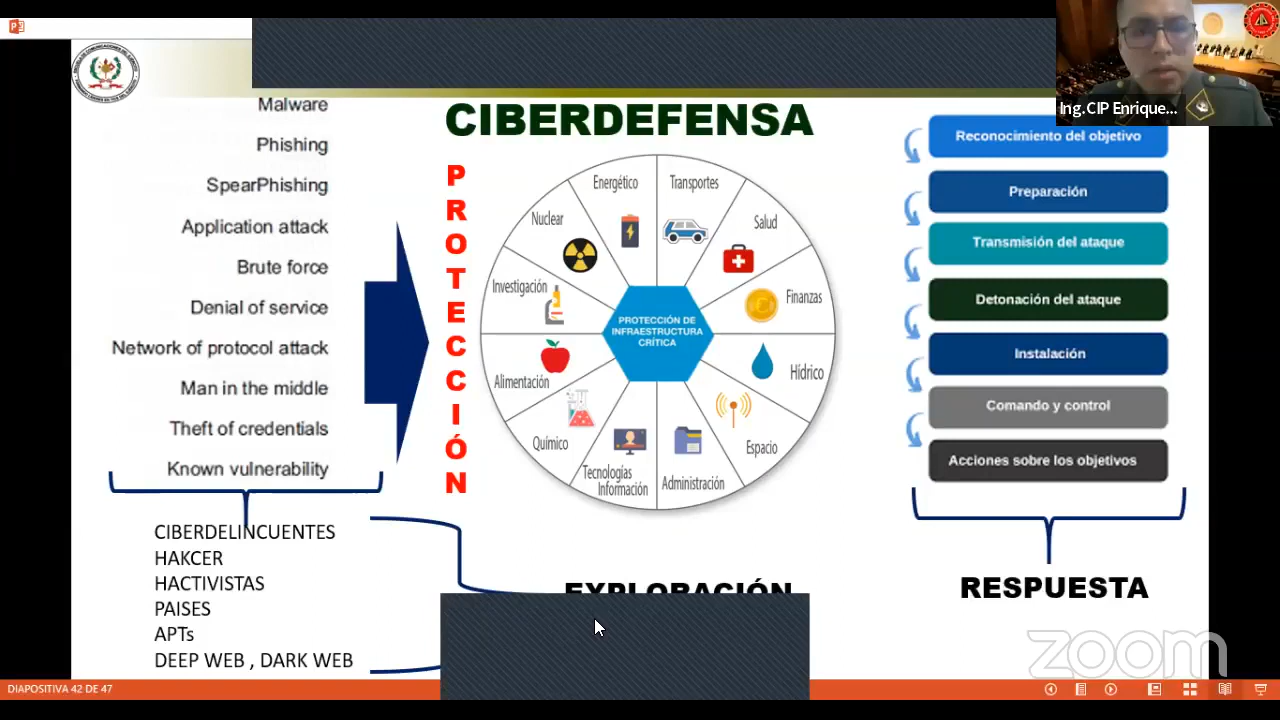 Ing.CIP Enrique...
CIBERDEFENSA
Malware
Phishing
SpearPhishing
Application attack
Brute force
Denial of service
Network of protocol attack
Man in the middle
Theft of credentials
Known vulnerability
CIBERDELINCUENTES
HAKCER
HACTIVISTAS
PAISES
APTs
DEEP WEB , DARK WEB
PROTECCIÓN
Energético
Transportes
Nuclear
Salud
Investigación
Finanzas
PROTECCIÓN DE
INFRAESTRUCTURA
CRÍTICA
Alimentación
Hídrico
Químico
Espacio
Tecnologías
Información
Administración
EXPLORACIÓN
Reconocimiento del objetivo
Preparación
Transmisión del ataque
Detonación del ataque
Instalación
Comando y control
Acciones sobre los objetivos
RESPUESTA
zoom
DIAPOSITIVA 42 DE 47